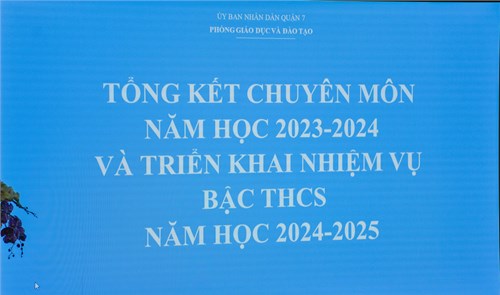 ỦY BAN NHÂN DÂN QUẬN 7
PHÒNG GIÁO DỤC VÀ ĐÀO TẠO
TỔNG KẾT CHUYÊN MÔN
NĂM HỌC 2023-2024
VÀ TRIỂN KHAI NHIỆM VỤ
BẬC THCS
NĂM HỌC 2024-2025